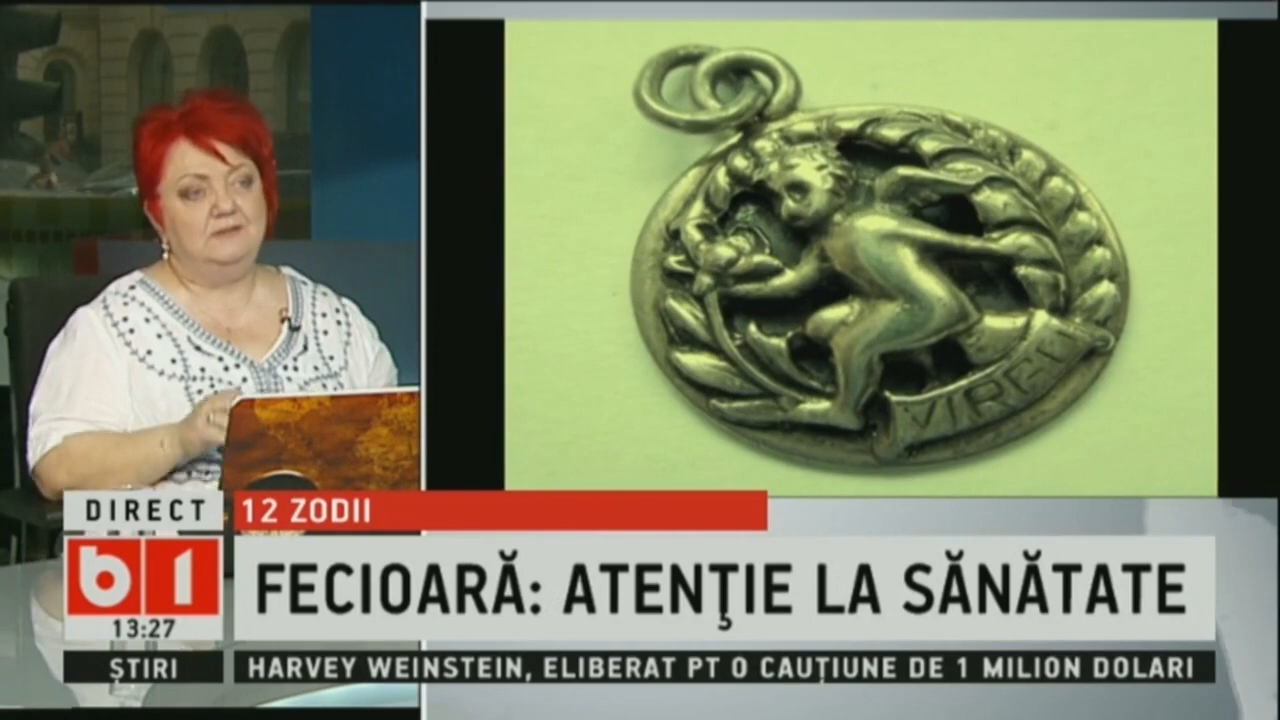 VIRGO
DIRECT
12 ZODII
b1
FECIOARĂ: ATENŢIE LA SĂNĂTATE
13:27
ȘTIRI
HARVEY WEINSTEIN, ELIBERAT PT O CAUȚIUNE DE 1 MILION DOLARI